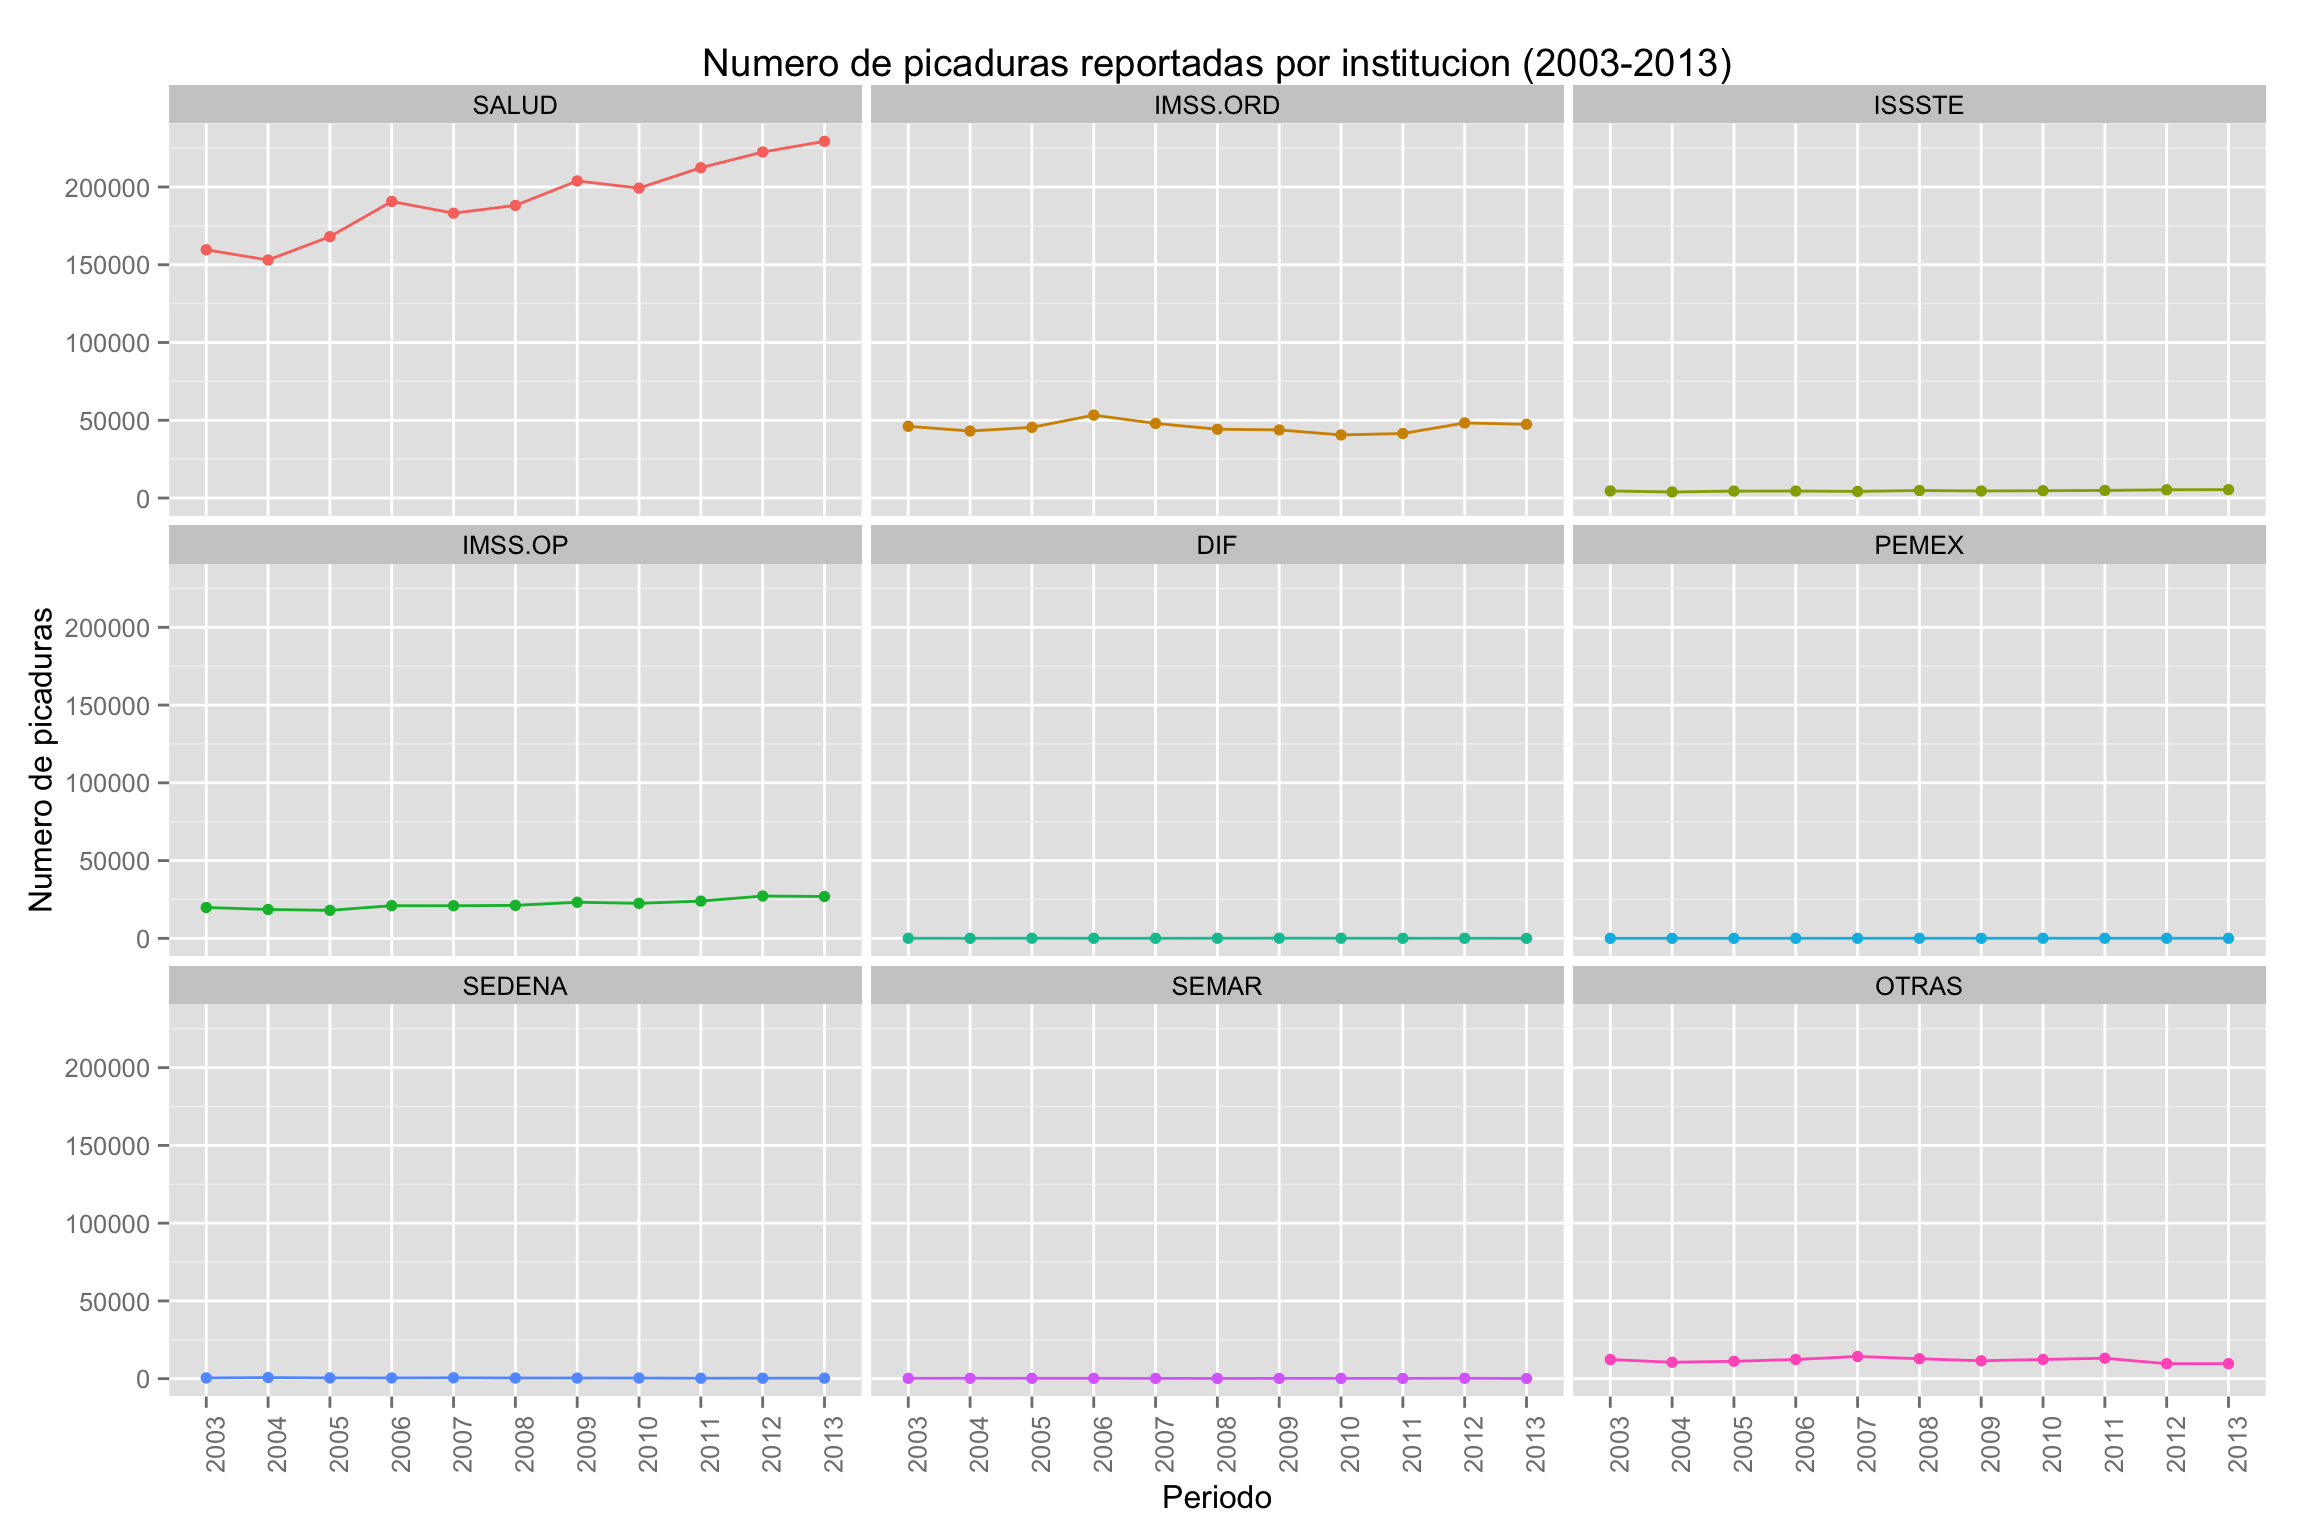 Numero de picaduras reportadas por institucion (2003-2013)
SALUD IMSS.ORD ISSSTE
200000
150000
100000
50000
0
IMSS.OP DIF PEMEX
Numero de picaduras
200000
150000
100000
50000
0
SEDENA SEMAR OTRAS
200000
150000
100000
50000
0
2003 2004 2005 2006 2007 2008 2009 2010 2011 2012 2013 2003 2004 2005 2006 2007 2008 2009 2010 2011 2012 2013 2003 2004 2005 2006 2007 2008 2009 2010 2011 2012 2013
Periodo